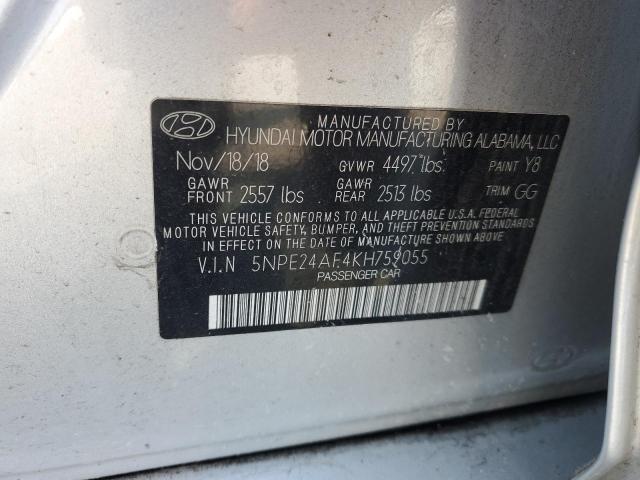 MANUFACTURED BY
HYUNDAI MOTOR MANUFACTURING ALABAMA, LLC
Nov/18/18 GVWR 4497 lbs PAINT Y8
GAWR FRONT 2557 lbs GAWR REAR 2513 lbs TRIM GG
THIS VEHICLE CONFORMS TO ALL APPLICABLE U.S.A. FEDERAL
MOTOR VEHICLE SAFETY, BUMPER, AND THEFT PREVENTION STANDARDS
IN EFFECT ON THE DATE OF MANUFACTURE SHOWN ABOVE.
V.I.N 5NPE24AF4KH759055
PASSENGER CAR